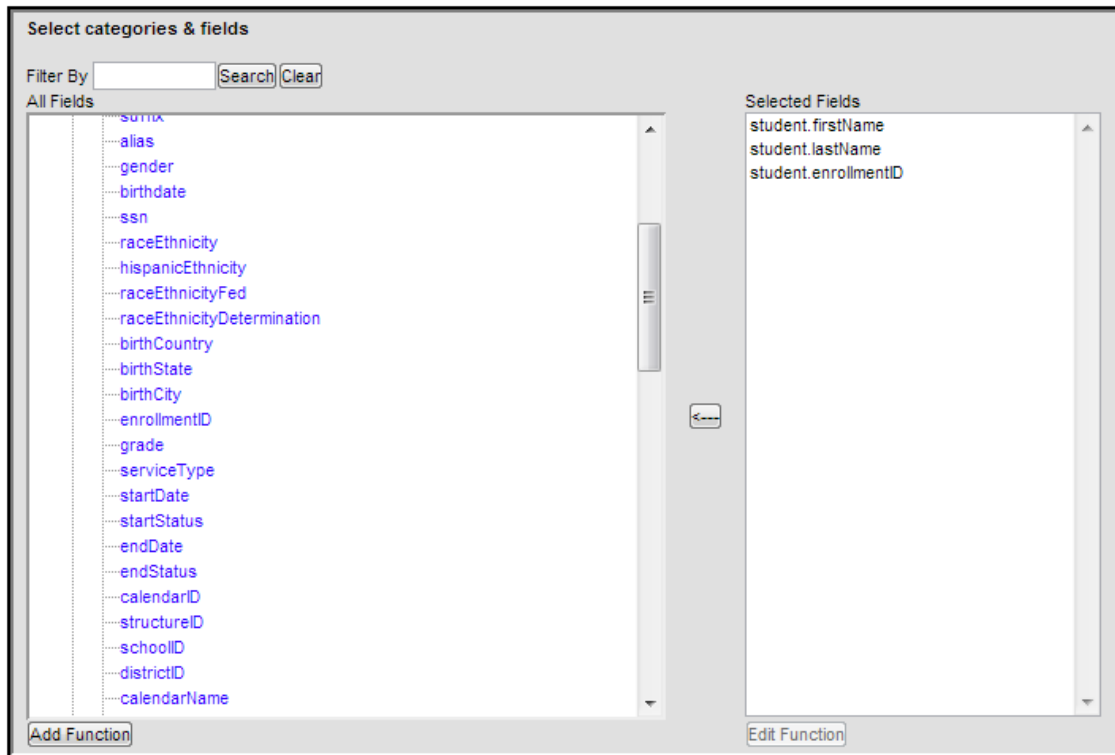 Select categories & fields
Filter By Search Clear
All Fields
suffix
alias
gender
birthdate
ssn
raceEthnicity
hispanicEthnicity
raceEthnicityFed
raceEthnicityDetermination
birthCountry
birthState
birthCity
enrollmentID
grade
serviceType
startDate
startStatus
endDate
endStatus
calendarID
structureID
schoolID
districtID
calendarName
Add Function
<---
Selected Fields
student.firstName
student.lastName
student.enrollmentID
Edit Function